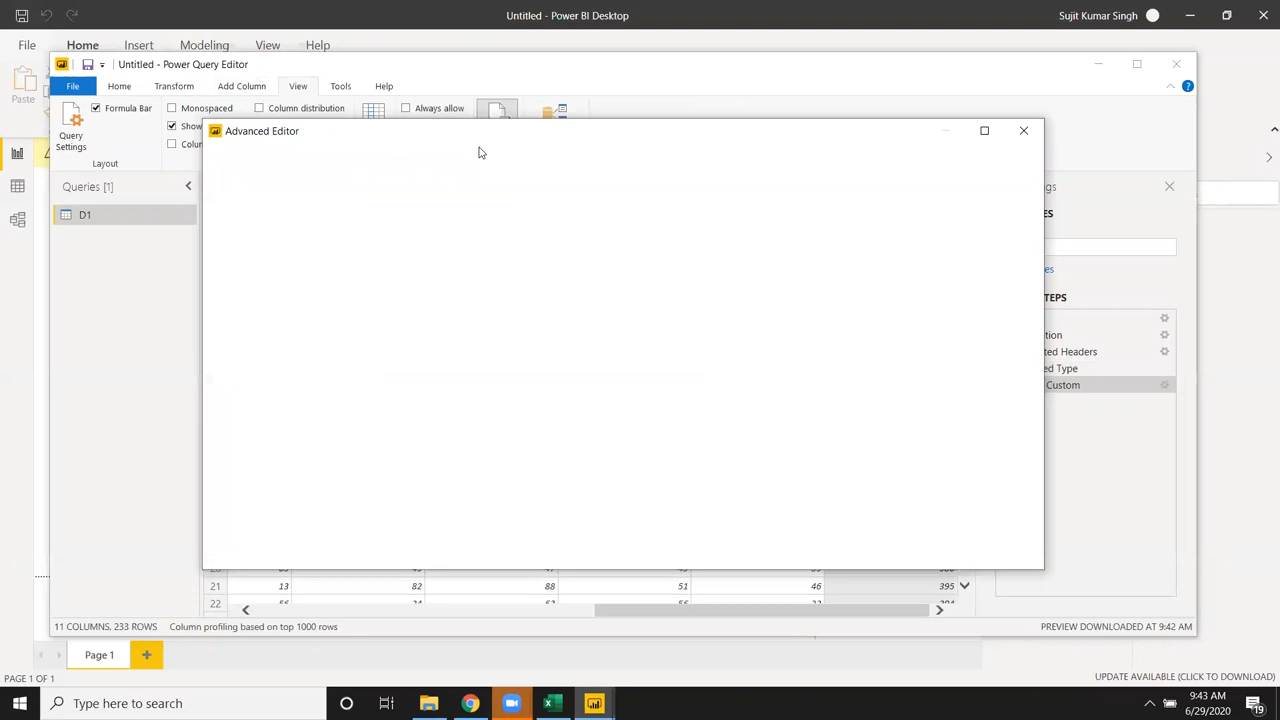 Untitled - Power BI Desktop
Sujit Kumar Singh
File Home Insert Modeling View Help
Paste
Untitled - Power Query Editor
File Home Transform Add Column View Tools Help
Query
Settings
Formula Bar
Monospaced
Column distribution
Always allow
Show
Colu
Layout
Advanced Editor
Queries [1]
D1
gs
ES
es
TEPS
tion
ted Headers
ed Type
Custom
21 13 82 88 51 46 395
22
11 COLUMNS, 233 ROWS Column profiling based on top 1000 rows
PREVIEW DOWNLOADED AT 9:42 AM
Page 1
PAGE 1 OF 1
UPDATE AVAILABLE (CLICK TO DOWNLOAD)
Type here to search
9:43 AM
6/29/2020
19